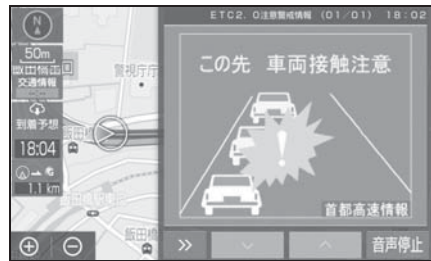 N
50m
交通情報
到着予想
18:04
1.1 km
警視庁
飯田橋
ETC2.0注意警戒情報 (01/01) 18:02
この先 車両接触注意
!
首都高速情報
音声停止